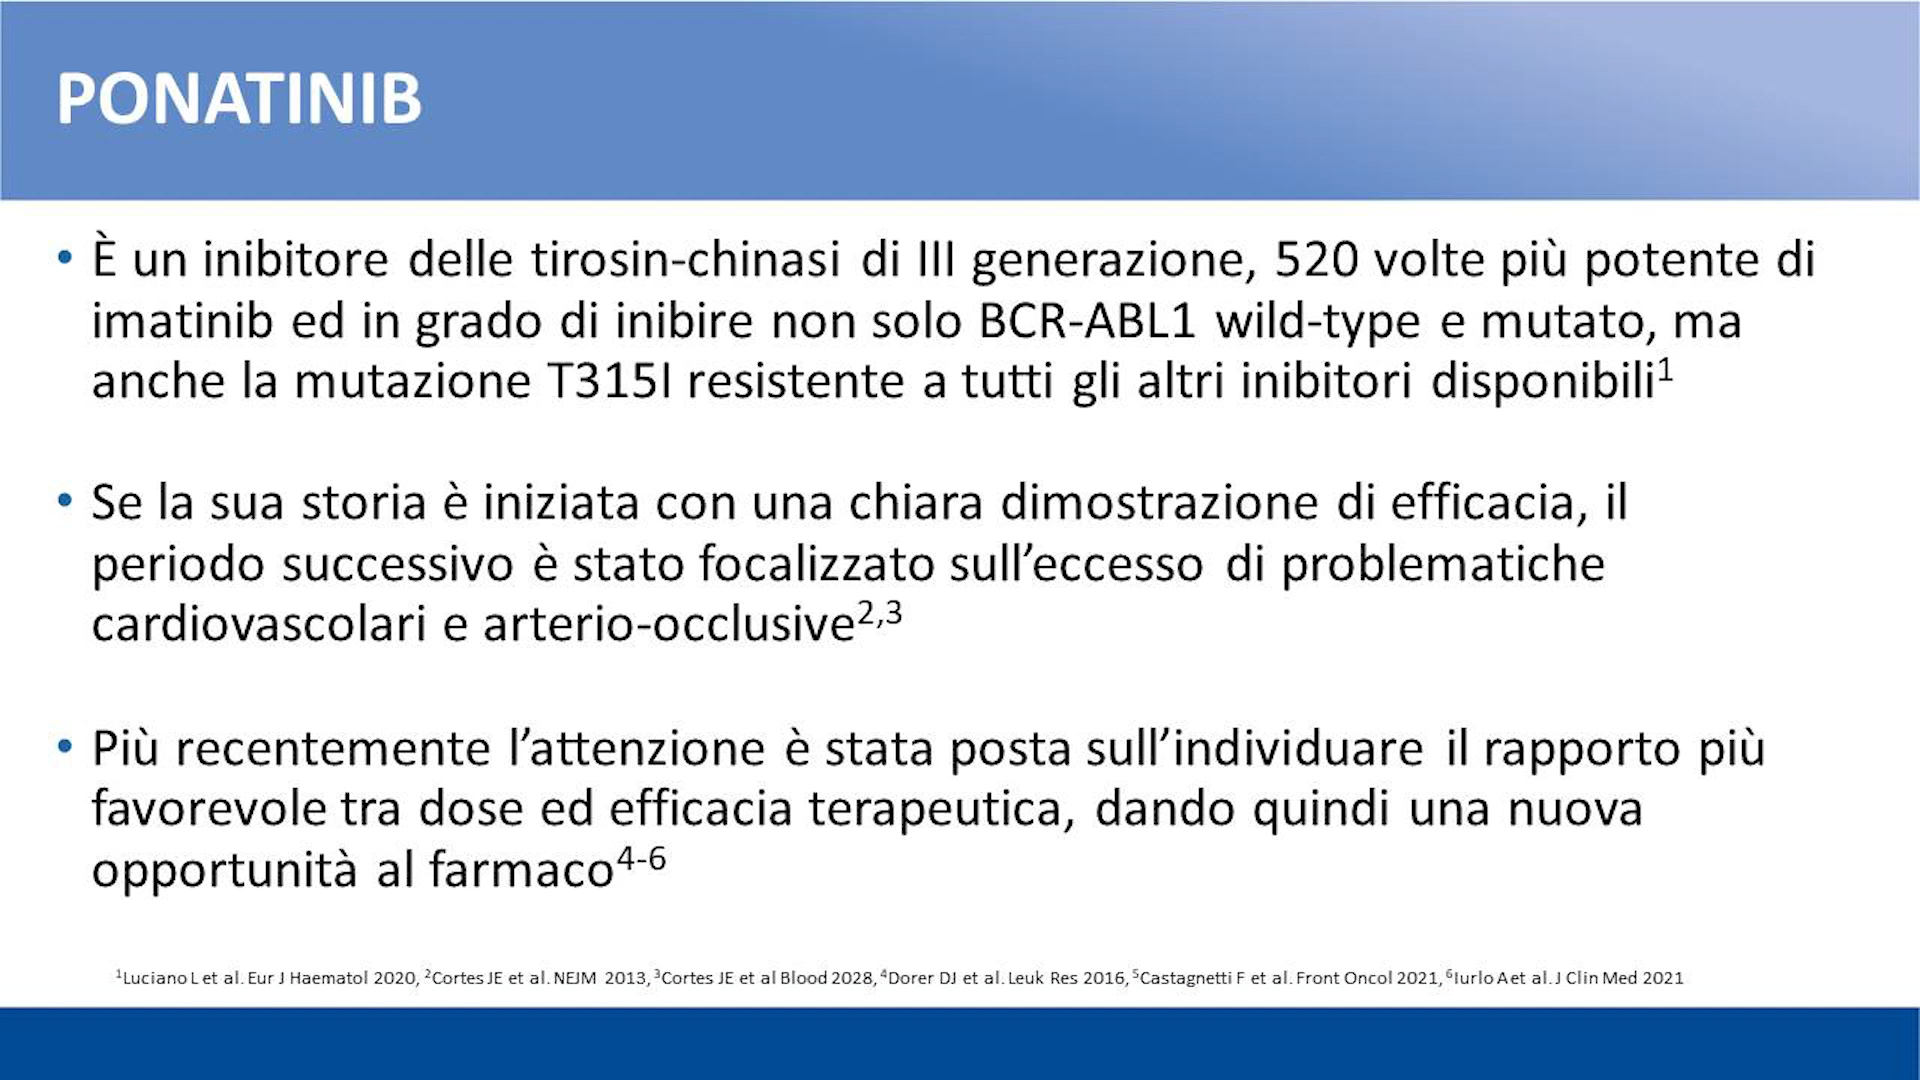 PONATINIB
• È un inibitore delle tirosin-chinasi di III generazione, 520 volte più potente di
imatinib ed in grado di inibire non solo BCR-ABL1 wild-type e mutato, ma
anche la mutazione T315I resistente a tutti gli altri inibitori disponibili¹
• Se la sua storia è iniziata con una chiara dimostrazione di efficacia, il
periodo successivo è stato focalizzato sull’eccesso di problematiche
cardiovascolari e arterio-occlusive²,³
• Più recentemente l’attenzione è stata posta sull’individuare il rapporto più
favorevole tra dose ed efficacia terapeutica, dando quindi una nuova
opportunità al farmaco⁴-⁶
¹Luciano L et al. Eur J Haematol 2020, ²Cortes JE et al. NEJM 2013, ³Cortes JE et al Blood 2028, ⁴Dorer DJ et al. Leuk Res 2016, ⁵Castagnetti F et al. Front Oncol 2021, ⁶Iurlo A et al. J Clin Med 2021